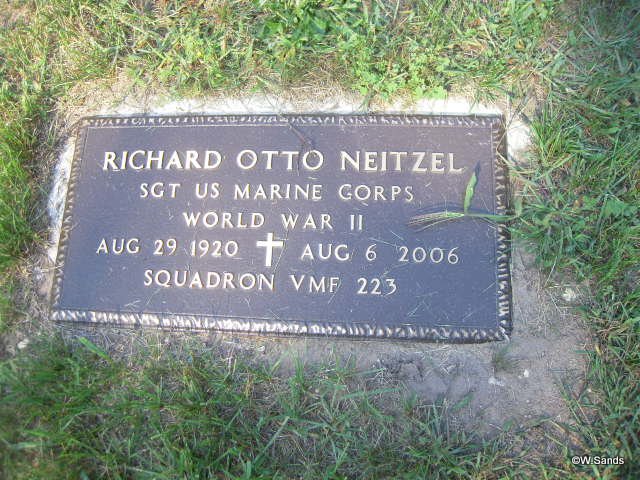 RICHARD OTTO NEITZEL
SGT US MARINE CORPS
WORLD WAR II
AUG 29 1920 AUG 6 2006
SQUADRON VMF 223
©W.Sands